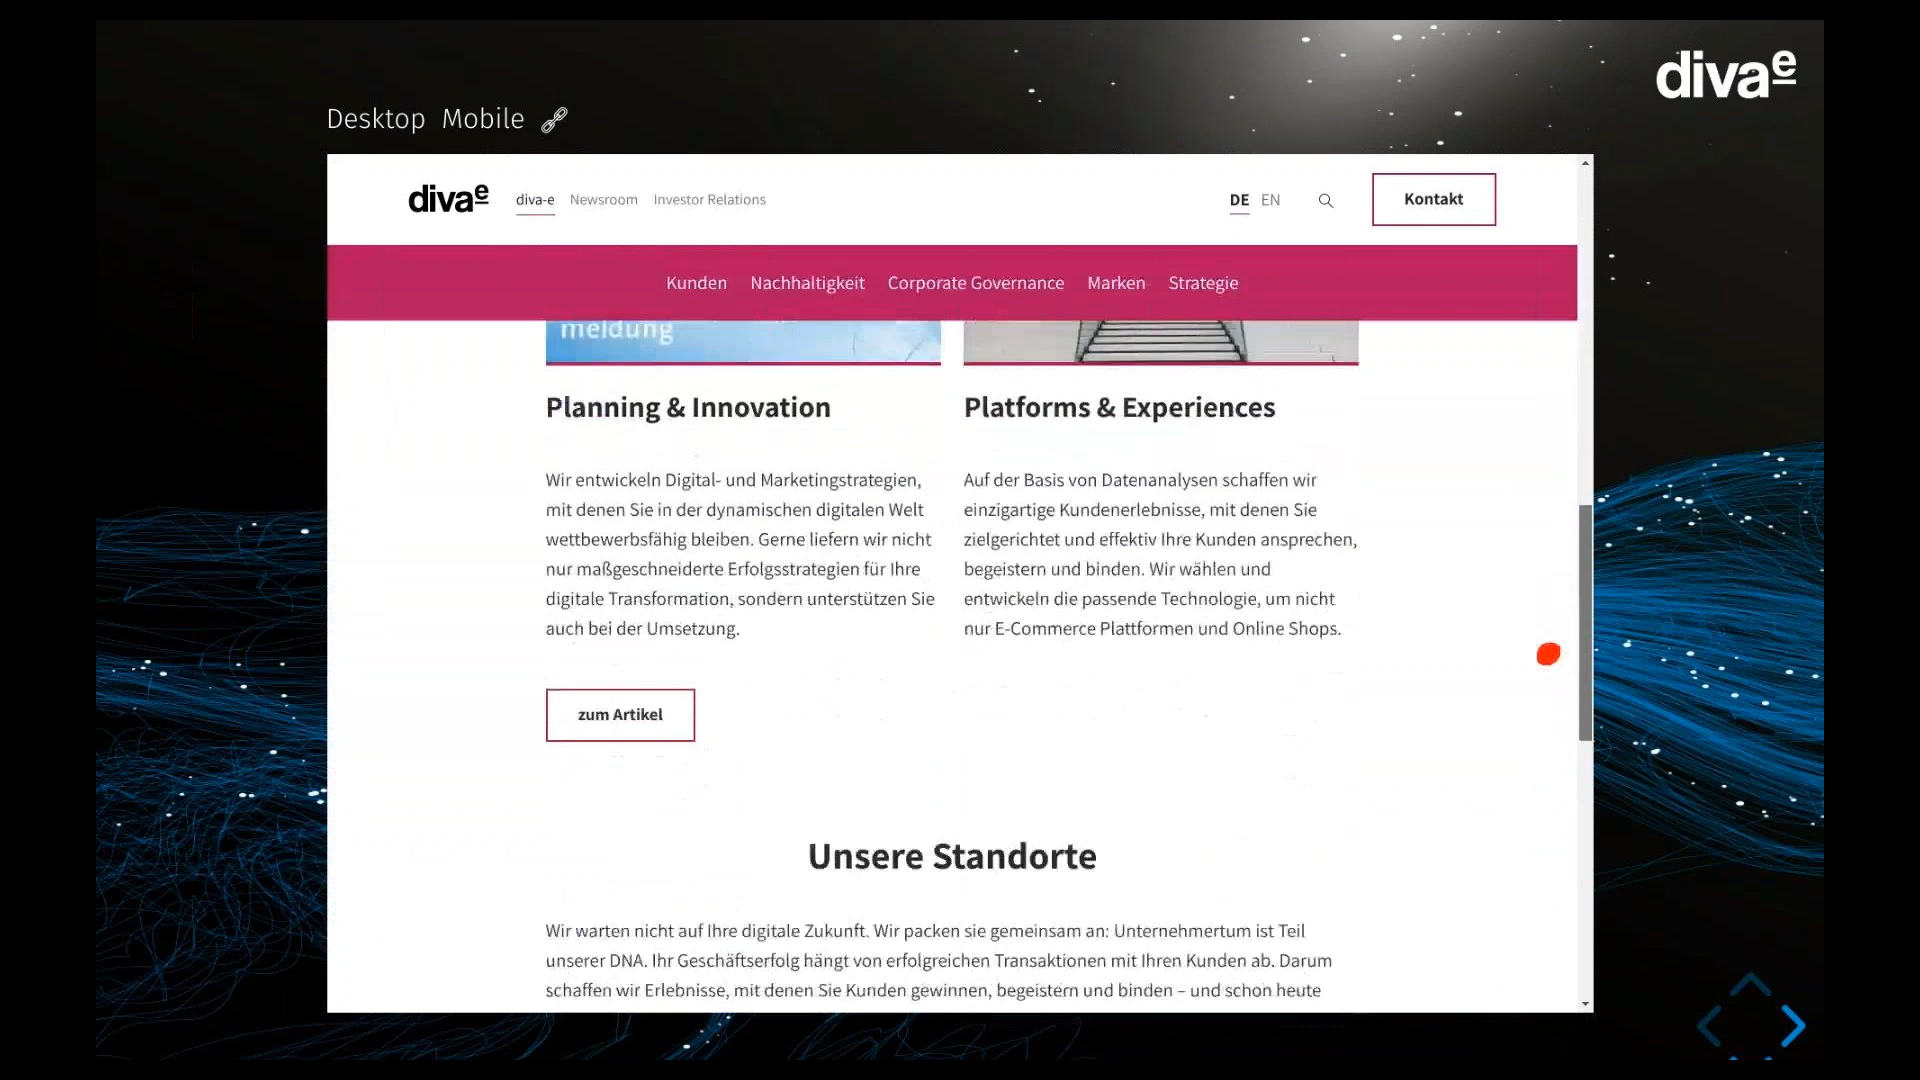 divae
Desktop Mobile
divae diva-e Newsroom Investor Relations DE EN Kontakt
Kunden Nachhaltigkeit Corporate Governance Marken Strategie
meldung
Planning & Innovation
Wir entwickeln Digital- und Marketingstrategien,
mit denen Sie in der dynamischen digitalen Welt
wettbewerbsfähig bleiben. Gerne liefern wir nicht
nur maßgeschneiderte Erfolgsstrategien für Ihre
digitale Transformation, sondern unterstützen Sie
auch bei der Umsetzung.
zum Artikel
Platforms & Experiences
Auf der Basis von Datenanalysen schaffen wir
einzigartige Kundenerlebnisse, mit denen Sie
zielgerichtet und effektiv Ihre Kunden ansprechen,
begeistern und binden. Wir wählen und
entwickeln die passende Technologie, um nicht
nur E-Commerce Plattformen und Online Shops.
Unsere Standorte
Wir warten nicht auf Ihre digitale Zukunft. Wir packen sie gemeinsam an: Unternehmertum ist Teil
unserer DNA. Ihr Geschäftserfolg hängt von erfolgreichen Transaktionen mit Ihren Kunden ab. Darum
schaffen wir Erlebnisse, mit denen Sie Kunden gewinnen, begeistern und binden – und schon heute